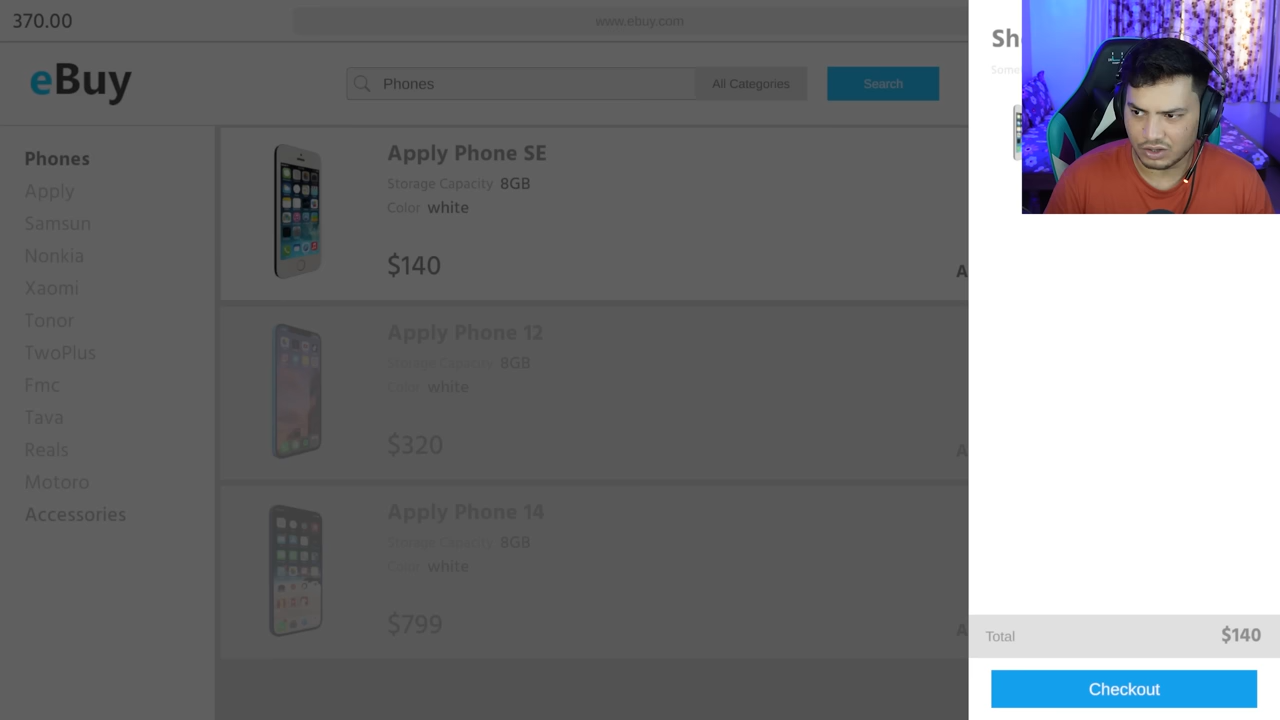 370.00
www.ebuy.com
eBuy
Phones
All Categories
Search
Phones
Apply
Samsun
Nonkia
Xaomi
Tonor
TwoPlus
Fmc
Tava
Reals
Motoro
Accessories
Apply Phone SE
Storage Capacity 8GB
Color white
$140
Apply Phone 12
Storage Capacity 8GB
Color white
$320
Apply Phone 14
Storage Capacity 8GB
Color white
$799
Total $140
Checkout